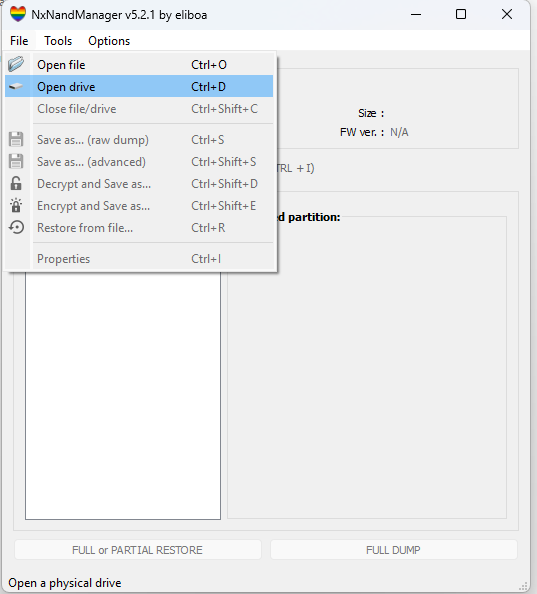 NxNandManager v5.2.1 by eliboa
File Tools Options
Open file Ctrl+O
Open drive Ctrl+D
Close file/drive Ctrl+Shift+C
Save as... (raw dump) Ctrl+S
Save as... (advanced) Ctrl+Shift+S
Decrypt and Save as... Ctrl+Shift+D
Encrypt and Save as... Ctrl+Shift+E
Restore from file... Ctrl+R
Properties Ctrl+I
Size :
FW ver. : N/A
TRL + I)
d partition:
FULL or PARTIAL RESTORE FULL DUMP
Open a physical drive